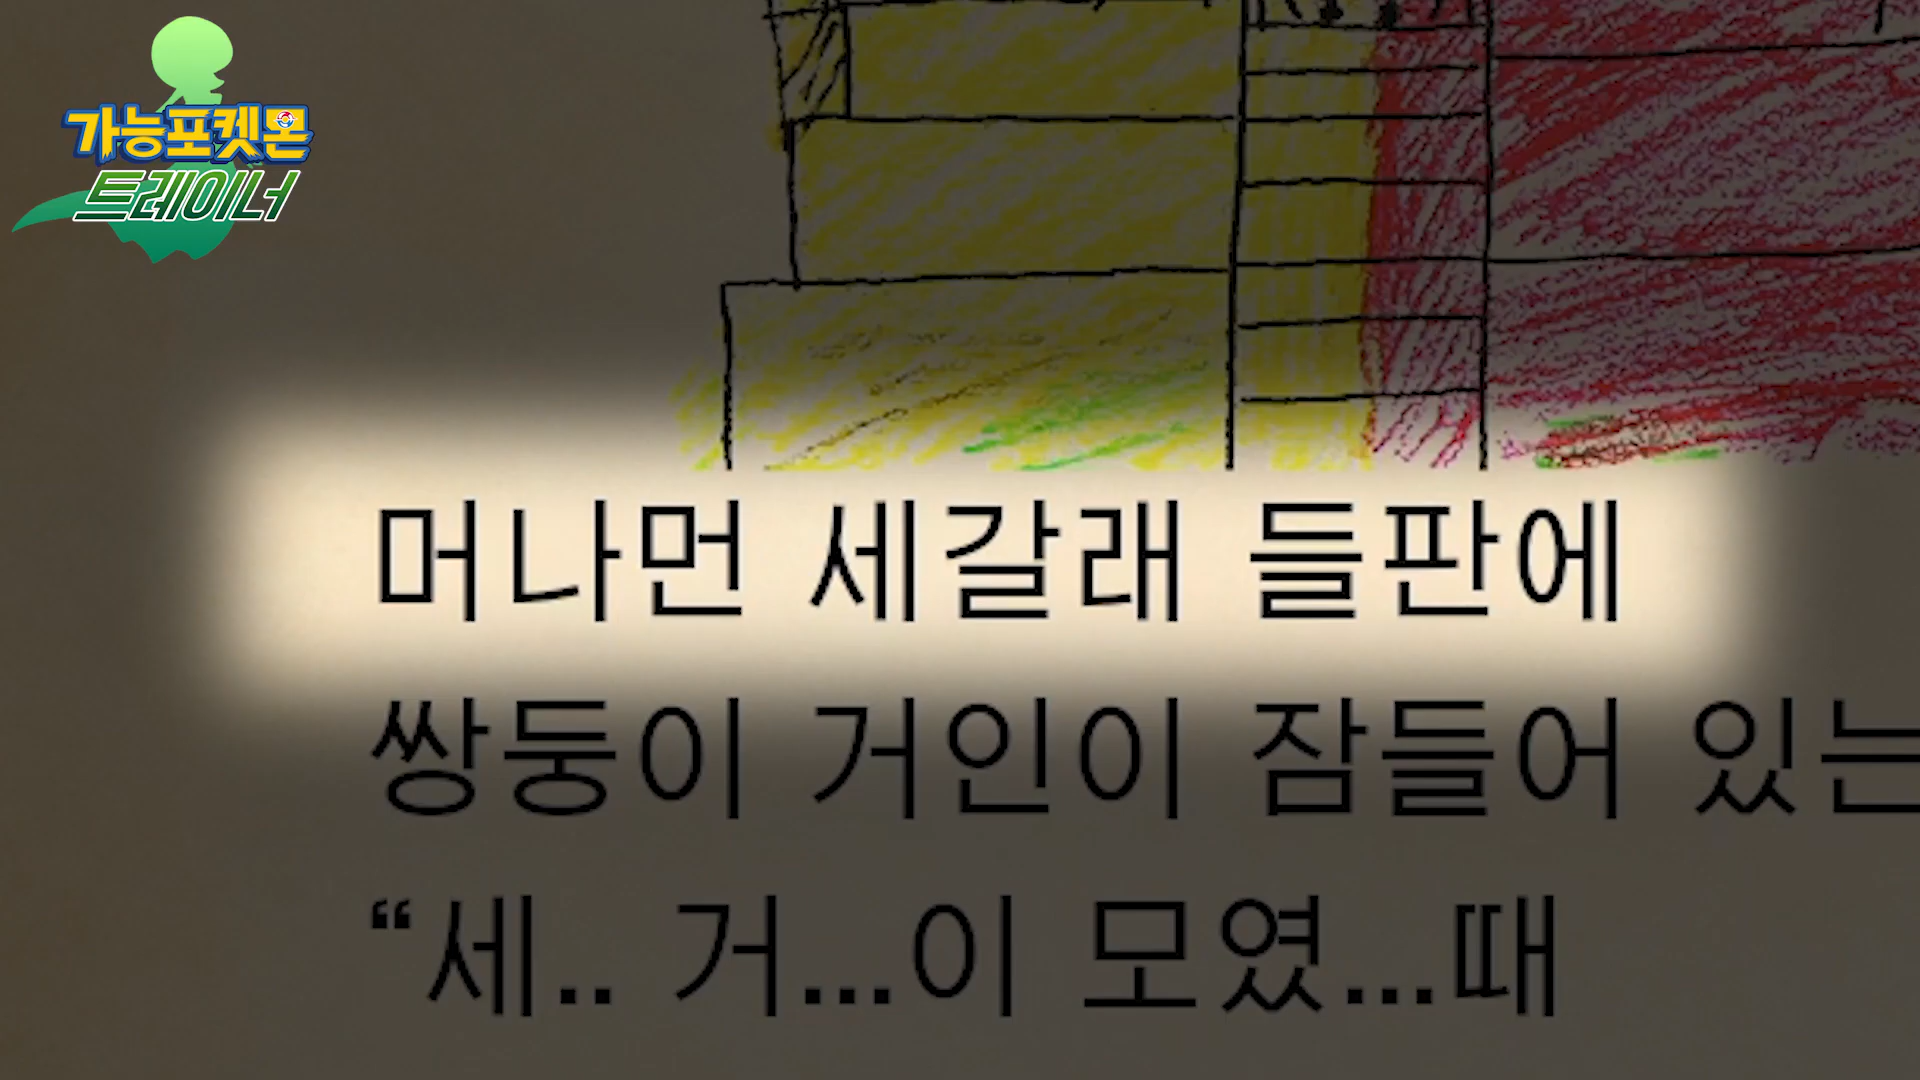 가능포켓몬
트레이너
머나먼 세갈래 들판에
쌍둥이 거인이 잠들어 있는
“세.. 거...이 모였...때